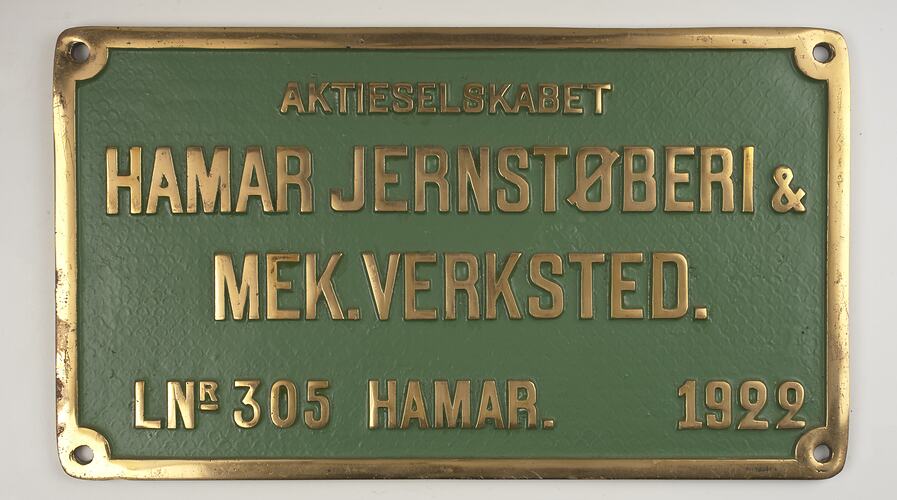 AKTIESELSKABET
HAMAR JERNSTØBERI &
MEK. VERKSTED.
LNR 305 HAMAR. 1922